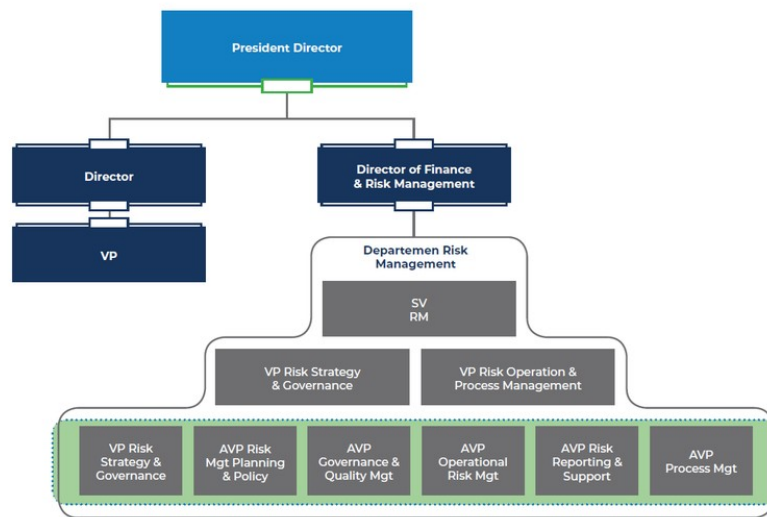 President Director
Director
Director of Finance
& Risk Management
VP
Departemen Risk
Management
SV
RM
VP Risk Strategy
& Governance
VP Risk Operation &
Process Management
VP Risk
Strategy &
Governance
AVP Risk
Mgt Planning
& Policy
AVP
Governance &
Quality Mgt
AVP
Operational
Risk Mgt
AVP Risk
Reporting &
Support
AVP
Process Mgt